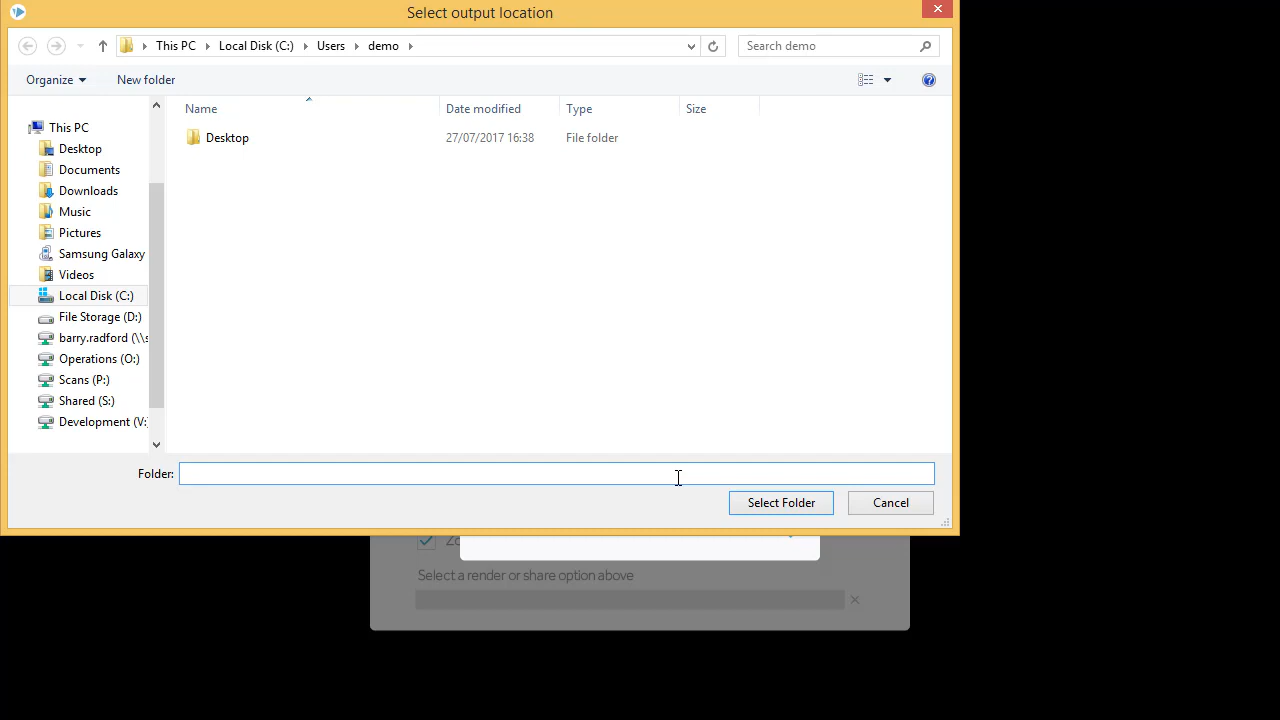 Select output location
This PC Local Disk (C:) Users demo
Search demo
Organize New folder
Name Date modified Type Size
Desktop 27/07/2017 16:38 File folder
This PC
Desktop
Documents
Downloads
Music
Pictures
Samsung Galaxy
Videos
Local Disk (C:)
File Storage (D:)
barry.radford (\\s
Operations (O:)
Scans (P:)
Shared (S:)
Development (V:
Folder:
Select Folder Cancel
Select a render or share option above